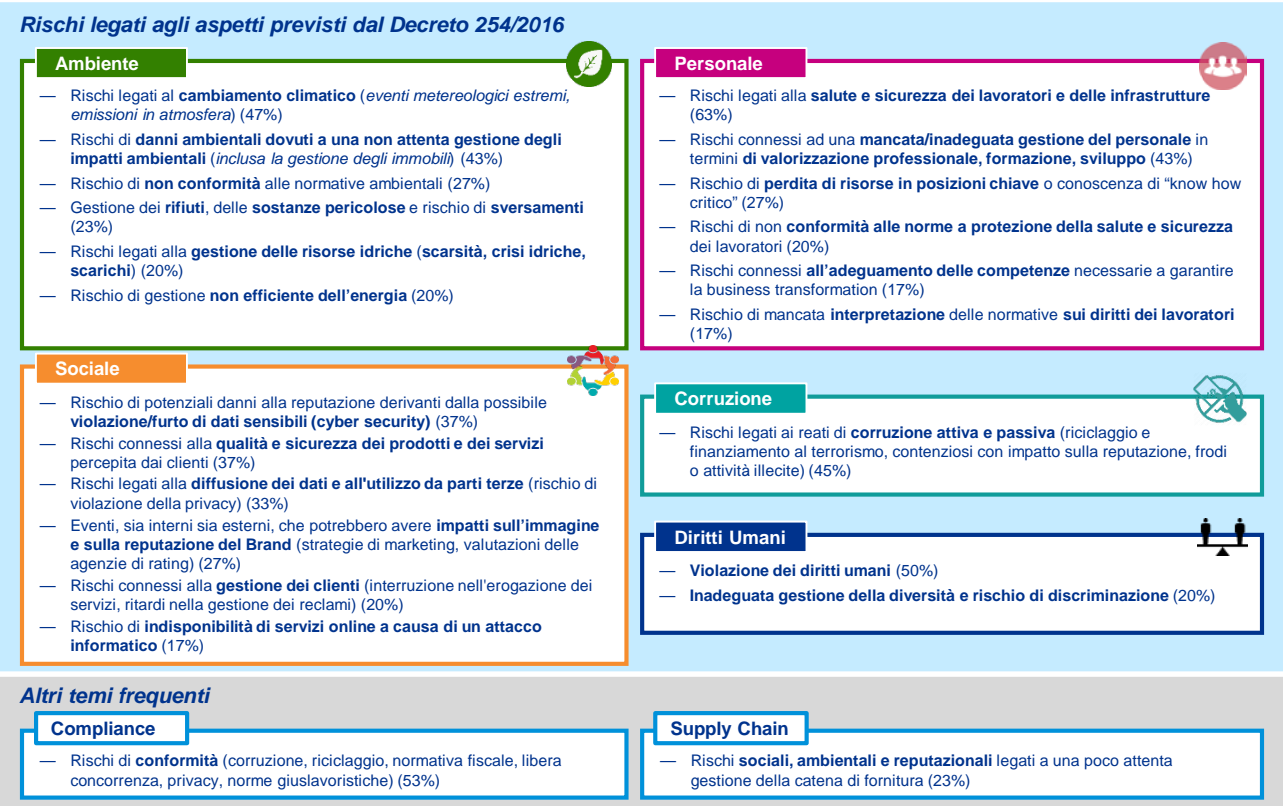 Rischi legati agli aspetti previsti dal Decreto 254/2016
Ambiente
— Rischi legati al cambiamento climatico (eventi metereologici estremi,
emissioni in atmosfera) (47%)
— Rischi di danni ambientali dovuti a una non attenta gestione degli
impatti ambientali (inclusa la gestione degli immobili) (43%)
— Rischio di non conformità alle normative ambientali (27%)
— Gestione dei rifiuti, delle sostanze pericolose e rischio di sversamenti
(23%)
— Rischi legati alla gestione delle risorse idriche (scarsità, crisi idriche,
scarichi) (20%)
— Rischio di gestione non efficiente dell'energia (20%)
Personale
— Rischi legati alla salute e sicurezza dei lavoratori e delle infrastrutture
(63%)
— Rischi connessi ad una mancata/inadeguata gestione del personale in
termini di valorizzazione professionale, formazione, sviluppo (43%)
— Rischio di perdita di risorse in posizioni chiave o conoscenza di “know how
critico” (27%)
— Rischi di non conformità alle norme a protezione della salute e sicurezza
dei lavoratori (20%)
— Rischi connessi all’adeguamento delle competenze necessarie a garantire
la business transformation (17%)
— Rischio di mancata interpretazione delle normative sui diritti dei lavoratori
(17%)
Sociale
— Rischio di potenziali danni alla reputazione derivanti dalla possibile
violazione/furto di dati sensibili (cyber security) (37%)
— Rischi connessi alla qualità e sicurezza dei prodotti e dei servizi
percepita dai clienti (37%)
— Rischi legati alla diffusione dei dati e all'utilizzo da parti terze (rischio di
violazione della privacy) (33%)
— Eventi, sia interni sia esterni, che potrebbero avere impatti sull’immagine
e sulla reputazione del Brand (strategie di marketing, valutazioni delle
agenzie di rating) (27%)
— Rischi connessi alla gestione dei clienti (interruzione nell’erogazione dei
servizi, ritardi nella gestione dei reclami) (20%)
— Rischio di indisponibilità di servizi online a causa di un attacco
informatico (17%)
Corruzione
— Rischi legati ai reati di corruzione attiva e passiva (riciclaggio e
finanziamento al terrorismo, contenziosi con impatto sulla reputazione, frodi
o attività illecite) (45%)
Diritti Umani
— Violazione dei diritti umani (50%)
— Inadeguata gestione della diversità e rischio di discriminazione (20%)
Altri temi frequenti
Compliance
— Rischi di conformità (corruzione, riciclaggio, normativa fiscale, libera
concorrenza, privacy, norme giuslavoristiche) (53%)
Supply Chain
— Rischi sociali, ambientali e reputazionali legati a una poco attenta
gestione della catena di fornitura (23%)